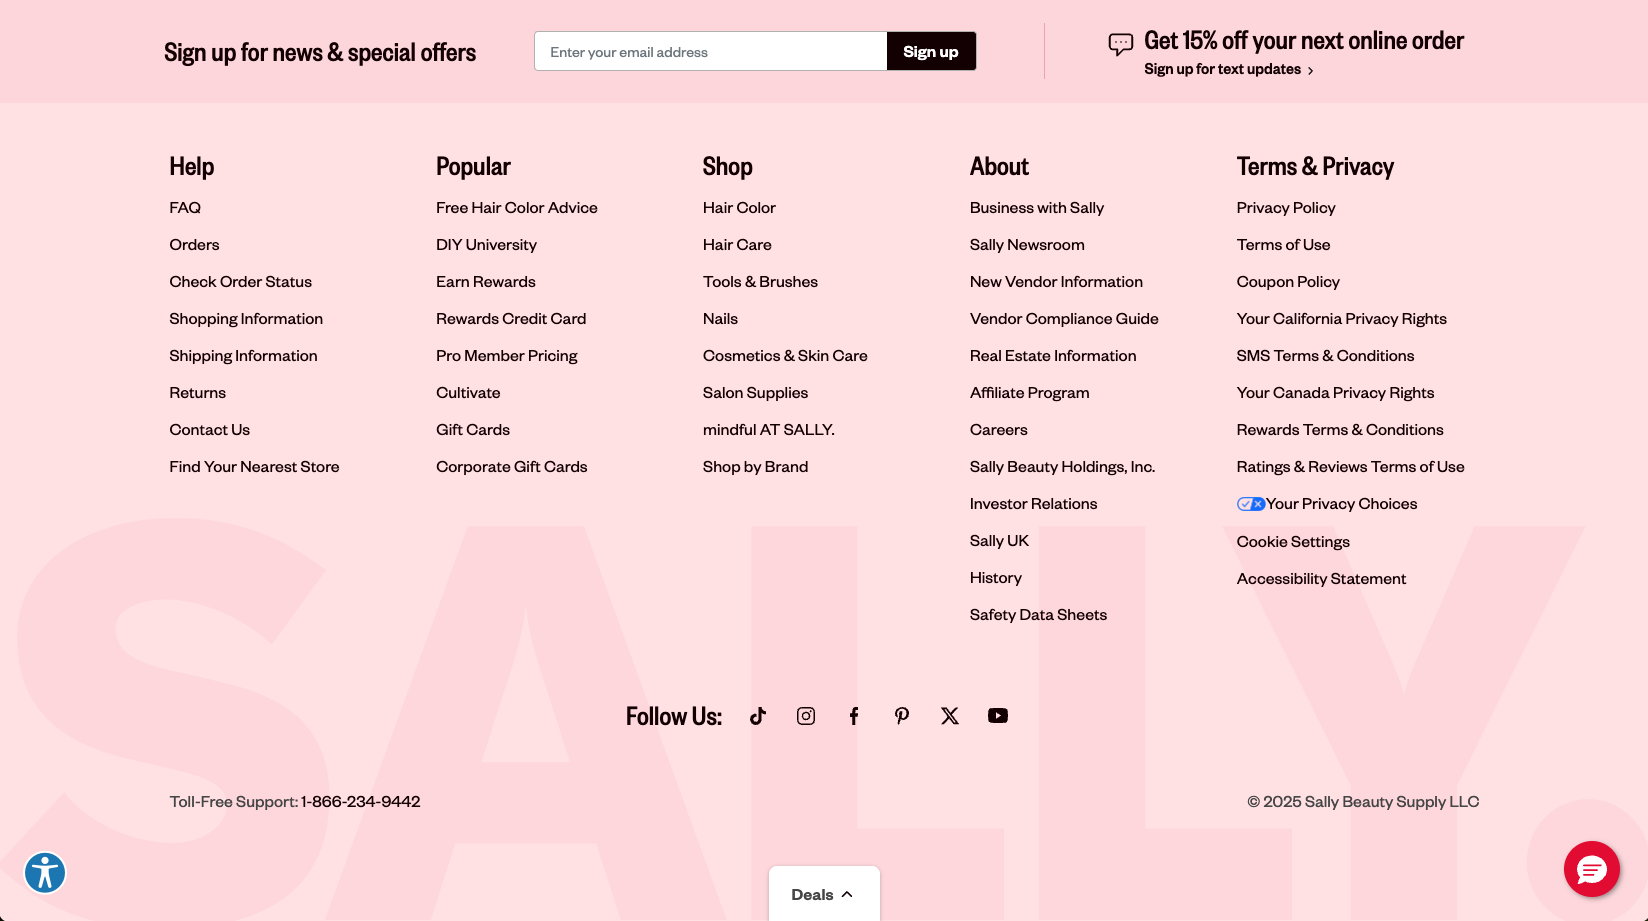 Sign up for news & special offers
Enter your email address
Sign up
Get 15% off your next online order
Sign up for text updates
Help
FAQ
Orders
Check Order Status
Shopping Information
Shipping Information
Returns
Contact Us
Find Your Nearest Store
Popular
Free Hair Color Advice
DIY University
Earn Rewards
Rewards Credit Card
Pro Member Pricing
Cultivate
Gift Cards
Corporate Gift Cards
Shop
Hair Color
Hair Care
Tools & Brushes
Nails
Cosmetics & Skin Care
Salon Supplies
mindful AT SALLY.
Shop by Brand
About
Business with Sally
Sally Newsroom
New Vendor Information
Vendor Compliance Guide
Real Estate Information
Affiliate Program
Careers
Sally Beauty Holdings, Inc.
Investor Relations
Sally UK
History
Safety Data Sheets
Terms & Privacy
Privacy Policy
Terms of Use
Coupon Policy
Your California Privacy Rights
SMS Terms & Conditions
Your Canada Privacy Rights
Rewards Terms & Conditions
Ratings & Reviews Terms of Use
Your Privacy Choices
Cookie Settings
Accessibility Statement
SALLY.
Follow Us:
Toll-Free Support: 1-866-234-9442
© 2025 Sally Beauty Supply LLC
Deals